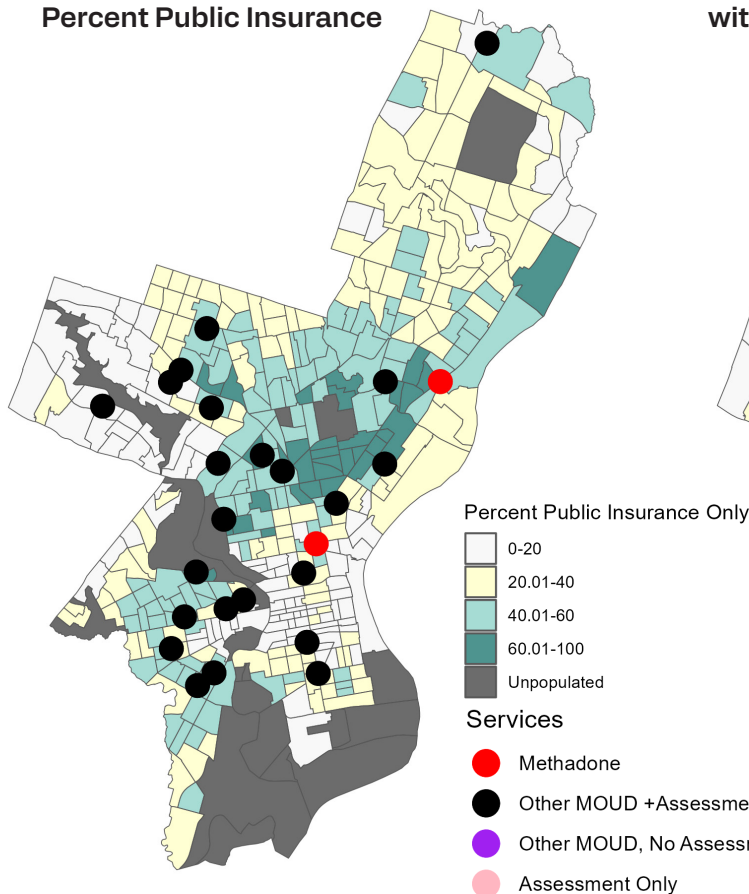 Percent Public Insurance
wit
Percent Public Insurance Only
0-20
20.01-40
40.01-60
60.01-100
Unpopulated
Services
Methadone
Other MOUD +Assessme
Other MOUD, No Assessm
Assessment Only